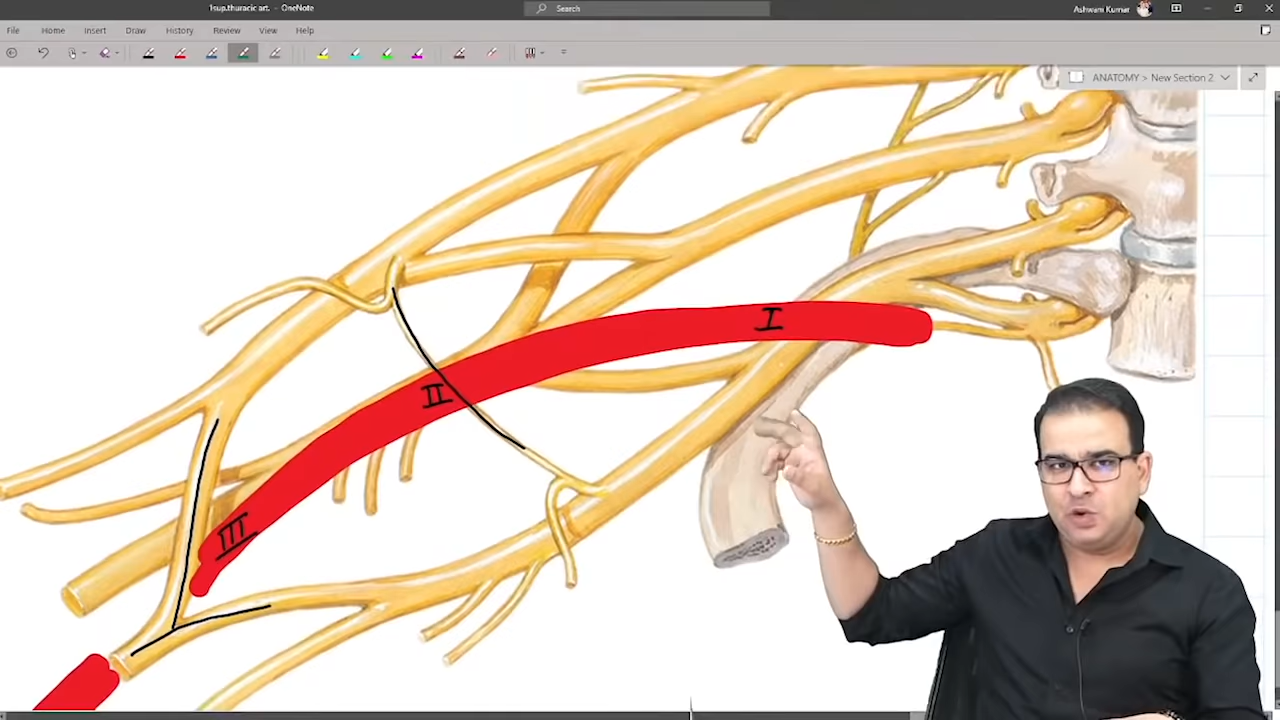 1sup.thoracic art. - OneNote
Search
Ashwani Kumar
File Home Insert Draw History Review View Help
ANATOMY > New Section 2
I
II
III